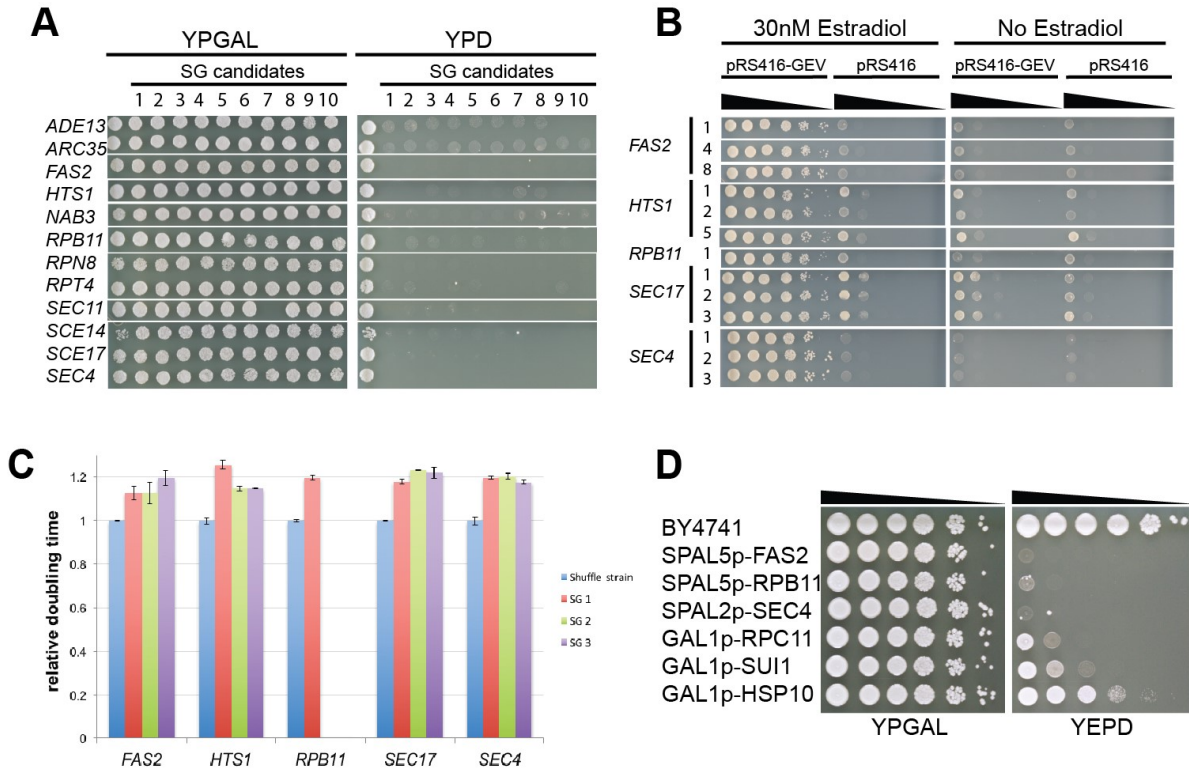 A
YPGAL
YPD
SG candidates
SG candidates
1 2 3 4 5 6 7 8 9 10
1 2 3 4 5 6 7 8 9 10
ADE13
ARC35
FAS2
HTS1
NAB3
RPB11
RPN8
RPT4
SEC11
SCE14
SCE17
SEC4
B
30nM Estradiol
No Estradiol
pRS416-GEV
pRS416
pRS416-GEV
pRS416
FAS2
1
4
8
HTS1
1
2
5
RPB11
1
SEC17
1
2
3
SEC4
1
2
3
C
relative doubling time
1.2
1
0.8
0.6
0.4
0.2
0
FAS2
HTS1
RPB11
SEC17
SEC4
Shuffle strain
SG 1
SG 2
SG 3
D
BY4741
SPAL5p-FAS2
SPAL5p-RPB11
SPAL2p-SEC4
GAL1p-RPC11
GAL1p-SUI1
GAL1p-HSP10
YPGAL
YEPD